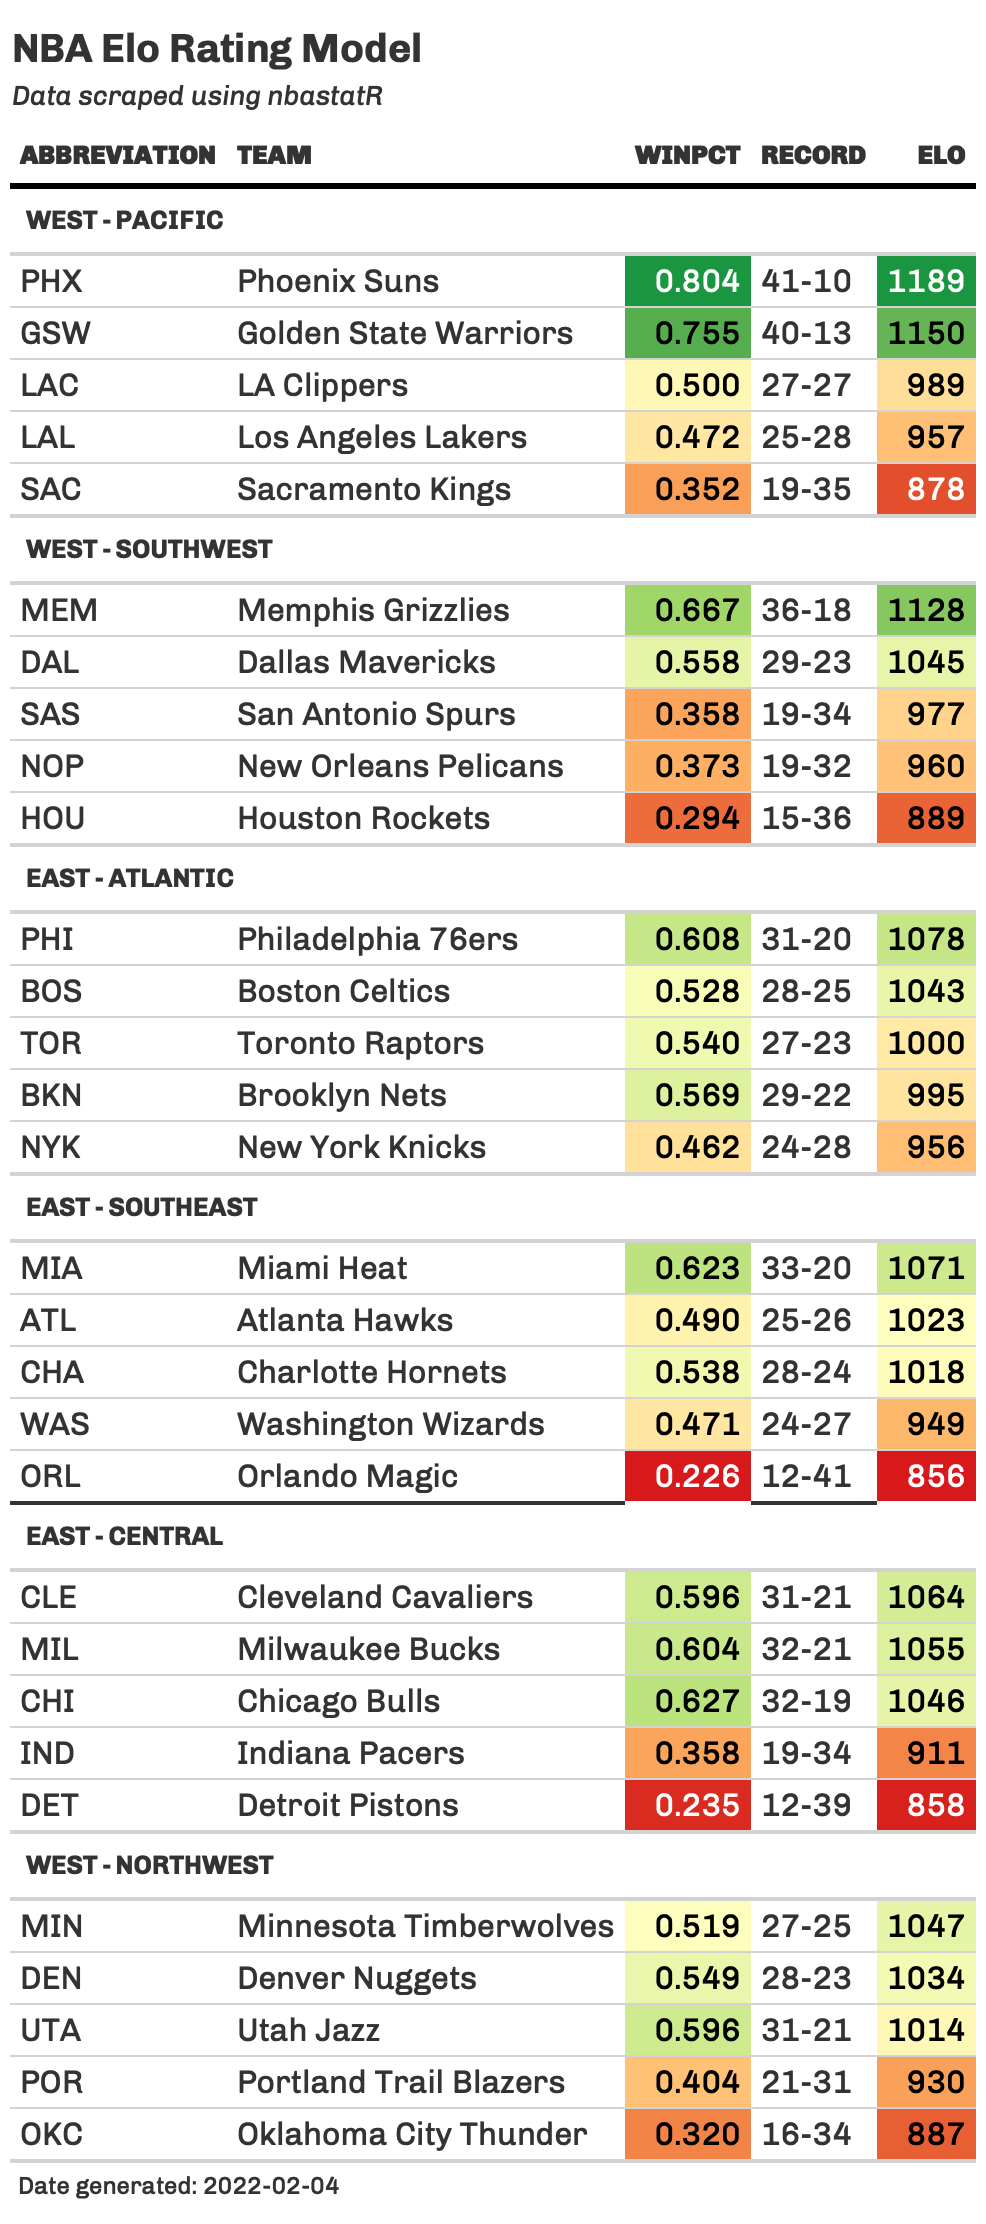 NBA Elo Rating Model
Data scraped using nbastatR
ABBREVIATION TEAM WINPCT RECORD ELO
WEST - PACIFIC
PHX Phoenix Suns 0.804 41-10 1189
GSW Golden State Warriors 0.755 40-13 1150
LAC LA Clippers 0.500 27-27 989
LAL Los Angeles Lakers 0.472 25-28 957
SAC Sacramento Kings 0.352 19-35 878
WEST - SOUTHWEST
MEM Memphis Grizzlies 0.667 36-18 1128
DAL Dallas Mavericks 0.558 29-23 1045
SAS San Antonio Spurs 0.358 19-34 977
NOP New Orleans Pelicans 0.373 19-32 960
HOU Houston Rockets 0.294 15-36 889
EAST - ATLANTIC
PHI Philadelphia 76ers 0.608 31-20 1078
BOS Boston Celtics 0.528 28-25 1043
TOR Toronto Raptors 0.540 27-23 1000
BKN Brooklyn Nets 0.569 29-22 995
NYK New York Knicks 0.462 24-28 956
EAST - SOUTHEAST
MIA Miami Heat 0.623 33-20 1071
ATL Atlanta Hawks 0.490 25-26 1023
CHA Charlotte Hornets 0.538 28-24 1018
WAS Washington Wizards 0.471 24-27 949
ORL Orlando Magic 0.226 12-41 856
EAST - CENTRAL
CLE Cleveland Cavaliers 0.596 31-21 1064
MIL Milwaukee Bucks 0.604 32-21 1055
CHI Chicago Bulls 0.627 32-19 1046
IND Indiana Pacers 0.358 19-34 911
DET Detroit Pistons 0.235 12-39 858
WEST - NORTHWEST
MIN Minnesota Timberwolves 0.519 27-25 1047
DEN Denver Nuggets 0.549 28-23 1034
UTA Utah Jazz 0.596 31-21 1014
POR Portland Trail Blazers 0.404 21-31 930
OKC Oklahoma City Thunder 0.320 16-34 887
Date generated: 2022-02-04